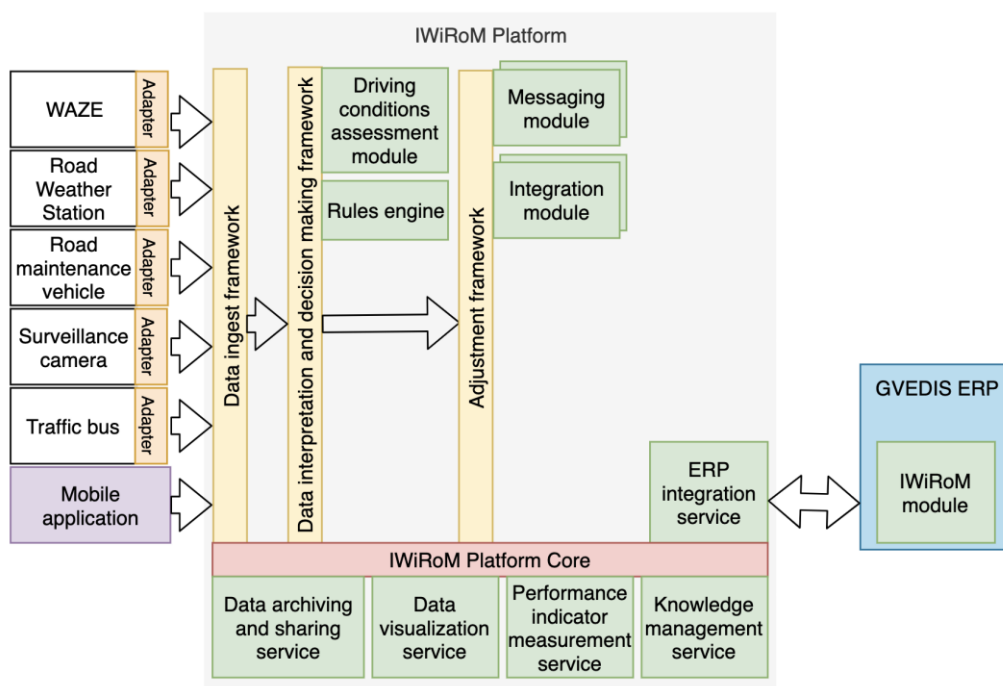 IWiRoM Platform
WAZE
Adapter
Road
Weather
Station
Adapter
Road
maintenance
vehicle
Adapter
Surveillance
camera
Adapter
Traffic bus
Adapter
Mobile
application
Data ingest framework
Data interpretation and decision making framework
Driving
conditions
assessment
module
Rules engine
Adjustment framework
Messaging
module
Integration
module
ERP
integration
service
GVEDIS ERP
IWiRoM
module
IWiRoM Platform Core
Data archiving
and sharing
service
Data
visualization
service
Performance
indicator
measurement
service
Knowledge
management
service